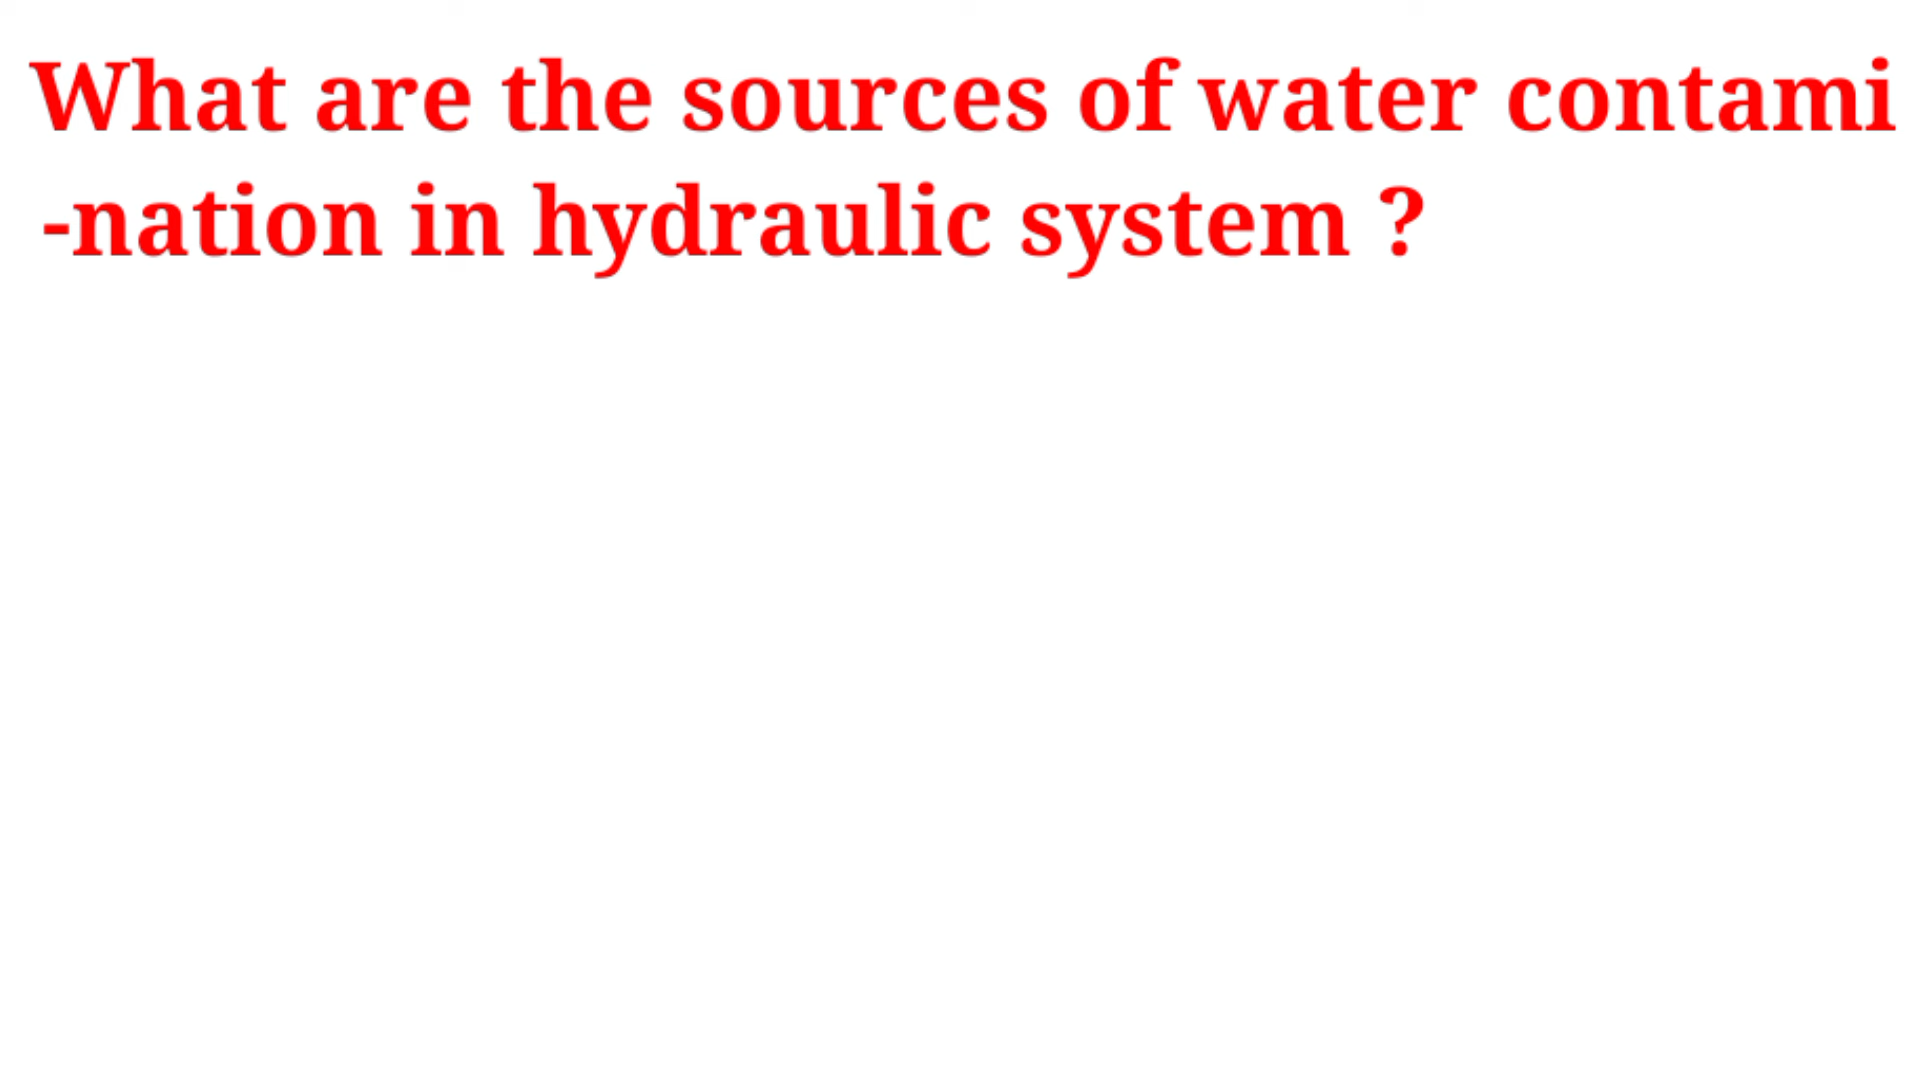 What are the sources of water contami
-nation in hydraulic system ?